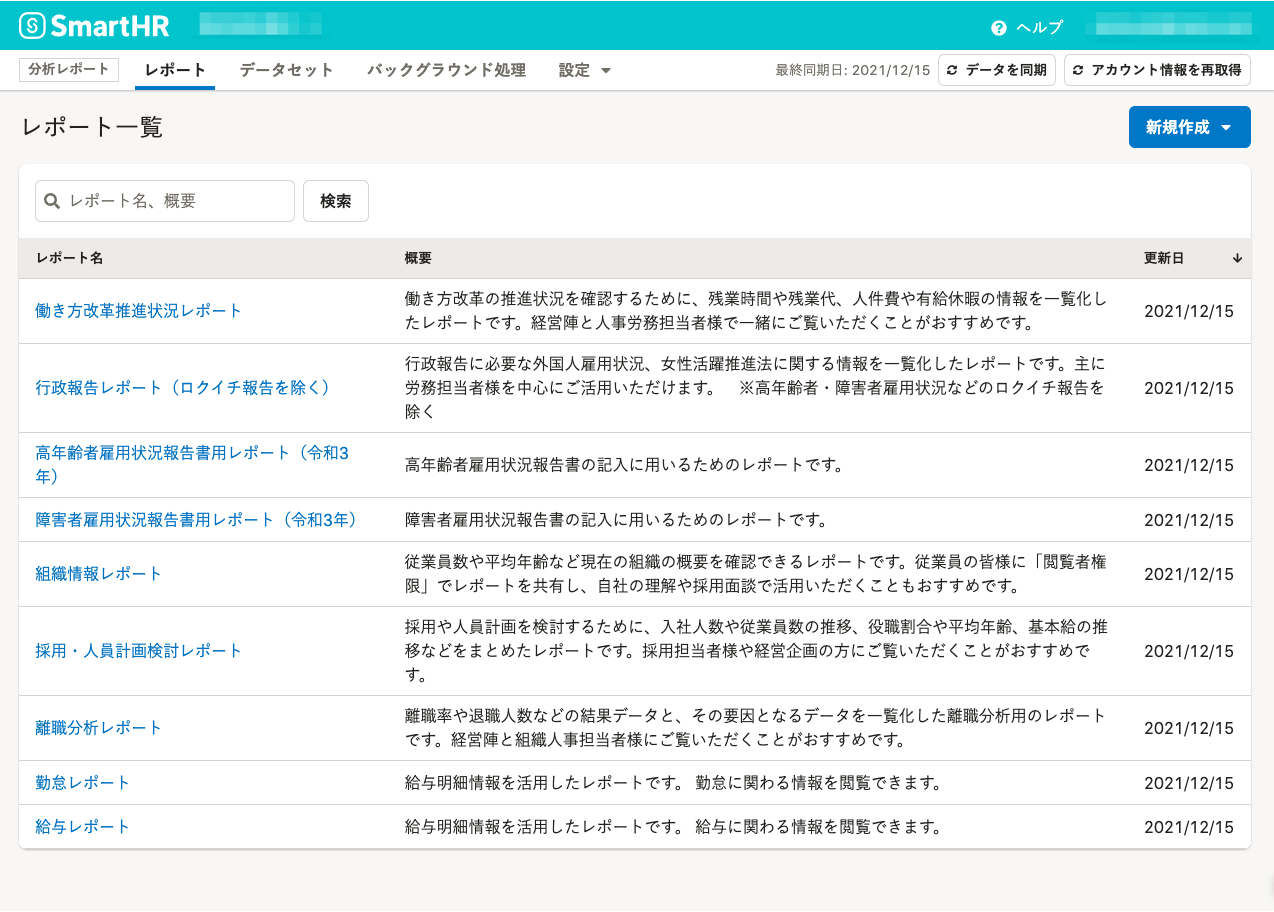 SmartHR
ヘルプ
分析レポート レポート データセット バックグラウンド処理 設定 最終同期日: 2021/12/15 データを同期 アカウント情報を再取得
レポート一覧
新規作成
レポート名、概要 検索
レポート名 概要 更新日
働き方改革推進状況レポート
働き方改革の推進状況を確認するために、残業時間や残業代、人件費や有給休暇の情報を一覧化し
たレポートです。経営陣と人事労務担当者様で一緒にご覧いただくことがおすすめです。
2021/12/15
行政報告レポート（ロクイチ報告を除く）
行政報告に必要な外国人雇用状況、女性活躍推進法に関する情報を一覧化したレポートです。主に
労務担当者様を中心にご活用いただけます。　※高年齢者・障害者雇用状況などのロクイチ報告を
除く
2021/12/15
高年齢者雇用状況報告書用レポート（令和3
年）
高年齢者雇用状況報告書の記入に用いるためのレポートです。
2021/12/15
障害者雇用状況報告書用レポート（令和3年）
障害者雇用状況報告書の記入に用いるためのレポートです。
2021/12/15
組織情報レポート
従業員数や平均年齢など現在の組織の概要を確認できるレポートです。従業員の皆様に「閲覧者権
限」でレポートを共有し、自社の理解や採用面談で活用いただくこともおすすめです。
2021/12/15
採用・人員計画検討レポート
採用や人員計画を検討するために、入社人数や従業員数の推移、役職割合や平均年齢、基本給の推
移などをまとめたレポートです。採用担当者様や経営企画の方にご覧いただくことがおすすめで
す。
2021/12/15
離職分析レポート
離職率や退職人数などの結果データと、その要因となるデータを一覧化した離職分析用のレポート
です。経営陣と組織人事担当者様にご覧いただくことがおすすめです。
2021/12/15
勤怠レポート
給与明細情報を活用したレポートです。 勤怠に関わる情報を閲覧できます。
2021/12/15
給与レポート
給与明細情報を活用したレポートです。 給与に関わる情報を閲覧できます。
2021/12/15